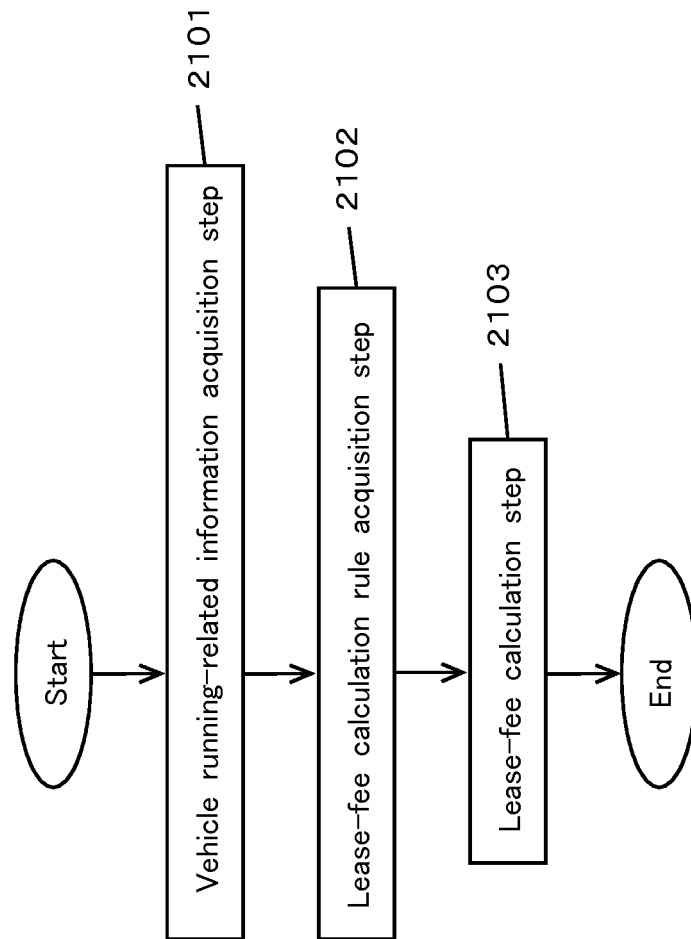 Start
Vehicle running-related information acquisition step
2101
Lease-fee calculation rule acquisition step
2102
Lease-fee calculation step
2103
End